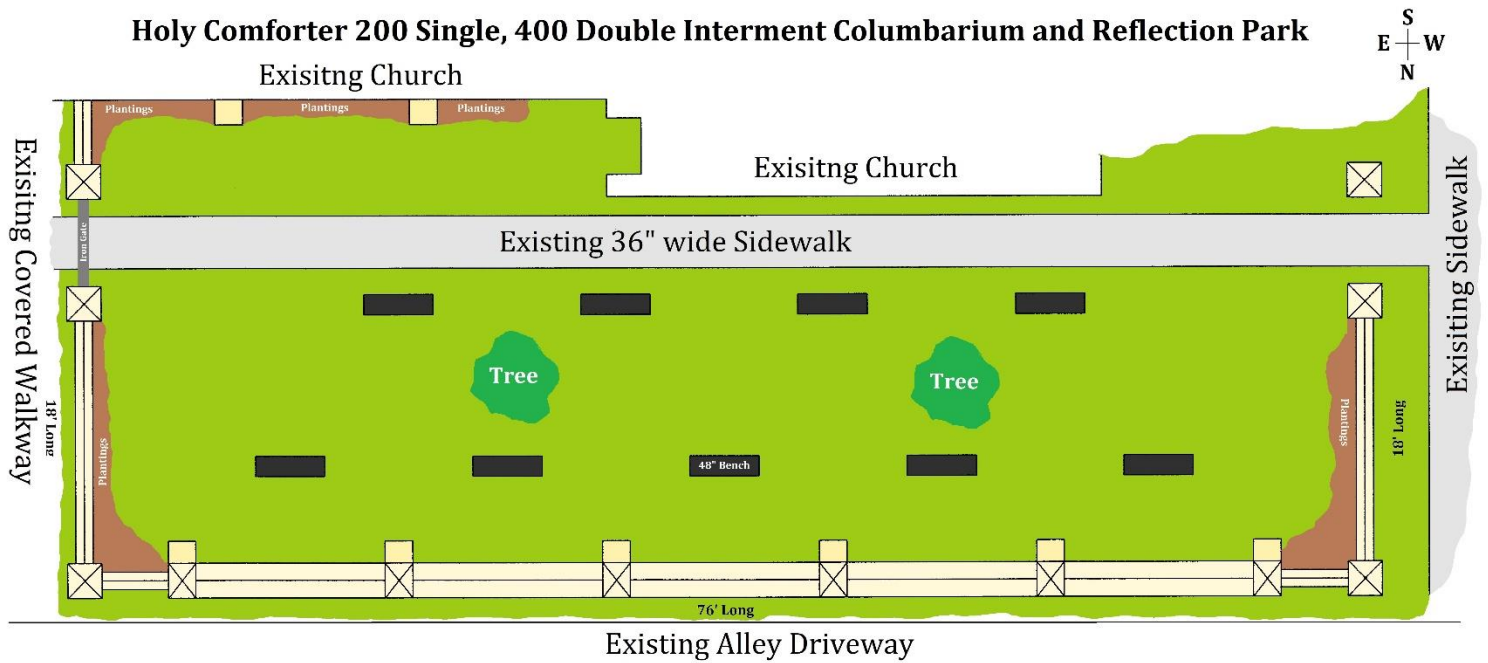 Holy Comforter 200 Single, 400 Double Interment Columbarium and Reflection Park
S
E W
N
Exisitng Church
Plantings
Plantings
Plantings
Exisitng Church
Exisitng Covered Walkway
Iron Gate
Existing 36" wide Sidewalk
Exisiting Sidewalk
Tree
Tree
18' Long
Plantings
Plantings
18' Long
48" Bench
76' Long
Existing Alley Driveway